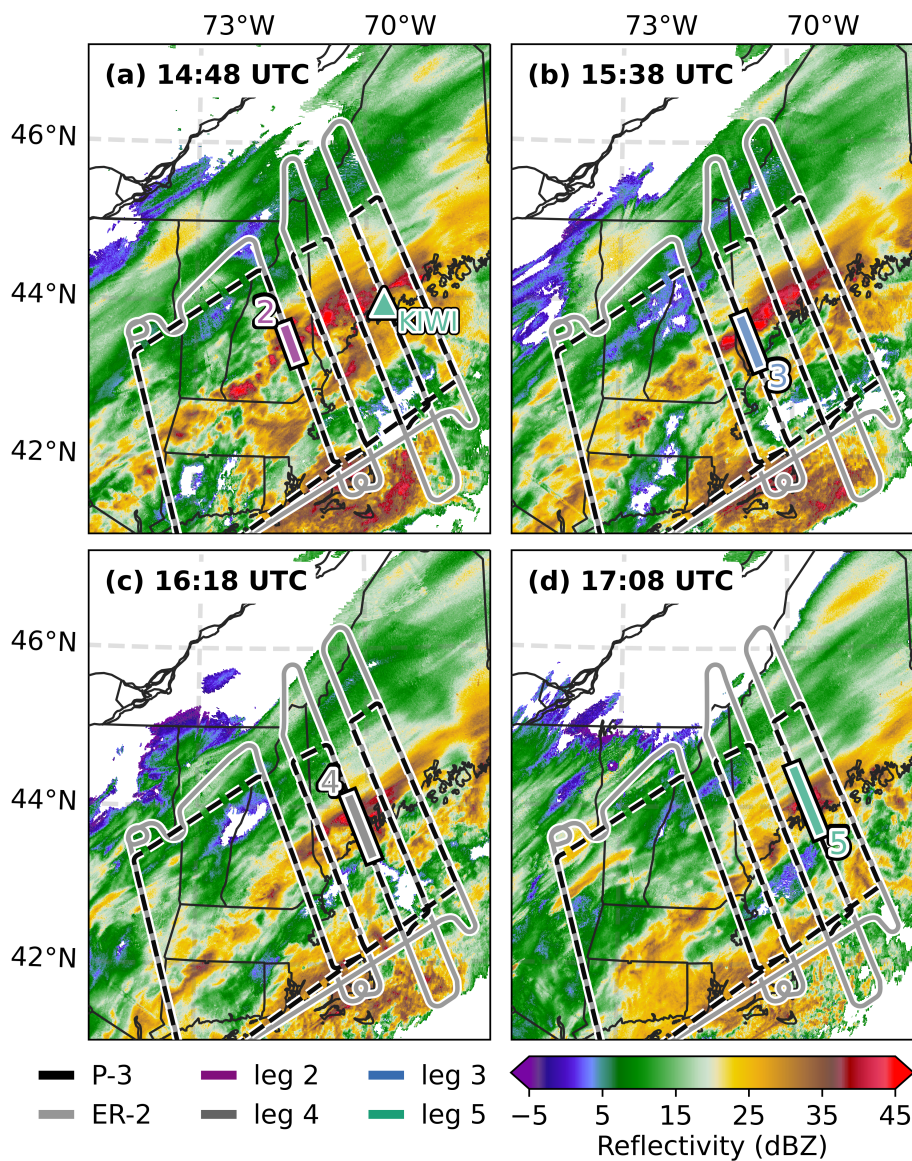 73°W 70°W 73°W 70°W
(a) 14:48 UTC (b) 15:38 UTC
46°N
44°N
2 KIWI
3
42°N
(c) 16:18 UTC (d) 17:08 UTC
46°N
4
44°N
5
42°N
P-3 leg 2 leg 3
ER-2 leg 4 leg 5
−5 5 15 25 35 45
Reflectivity (dBZ)